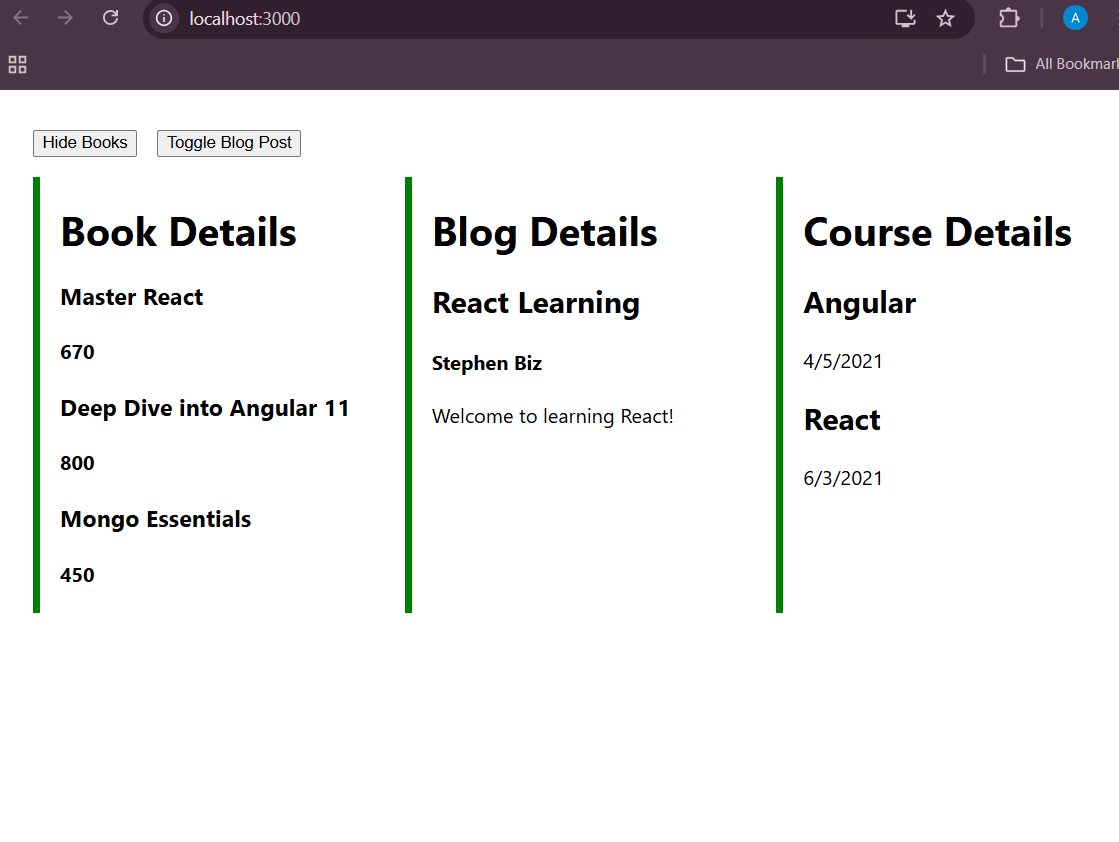 localhost:3000
A
All Bookmar
Hide Books Toggle Blog Post
Book Details
Master React
670
Deep Dive into Angular 11
800
Mongo Essentials
450
Blog Details
React Learning
Stephen Biz
Welcome to learning React!
Course Details
Angular
4/5/2021
React
6/3/2021